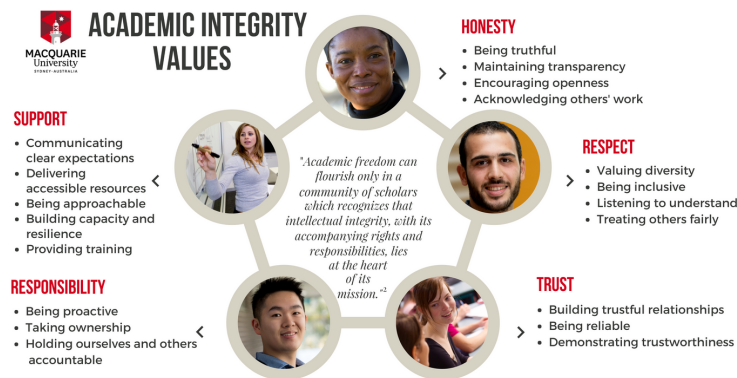 MACQUARIE
University
SYDNEY-AUSTRALIA
ACADEMIC INTEGRITY
VALUES
HONESTY
• Being truthful
• Maintaining transparency
• Encouraging openness
• Acknowledging others' work
SUPPORT
• Communicating
clear expectations
• Delivering
accessible resources
• Being approachable
• Building capacity and
resilience
• Providing training
RESPECT
• Valuing diversity
• Being inclusive
• Listening to understand
• Treating others fairly
"Academic freedom can
flourish only in a
community of scholars
which recognizes that
intellectual integrity, with its
accompanying rights and
responsibilities, lies
at the heart
of its
mission."²
RESPONSIBILITY
• Being proactive
• Taking ownership
• Holding ourselves and others
accountable
TRUST
• Building trustful relationships
• Being reliable
• Demonstrating trustworthiness